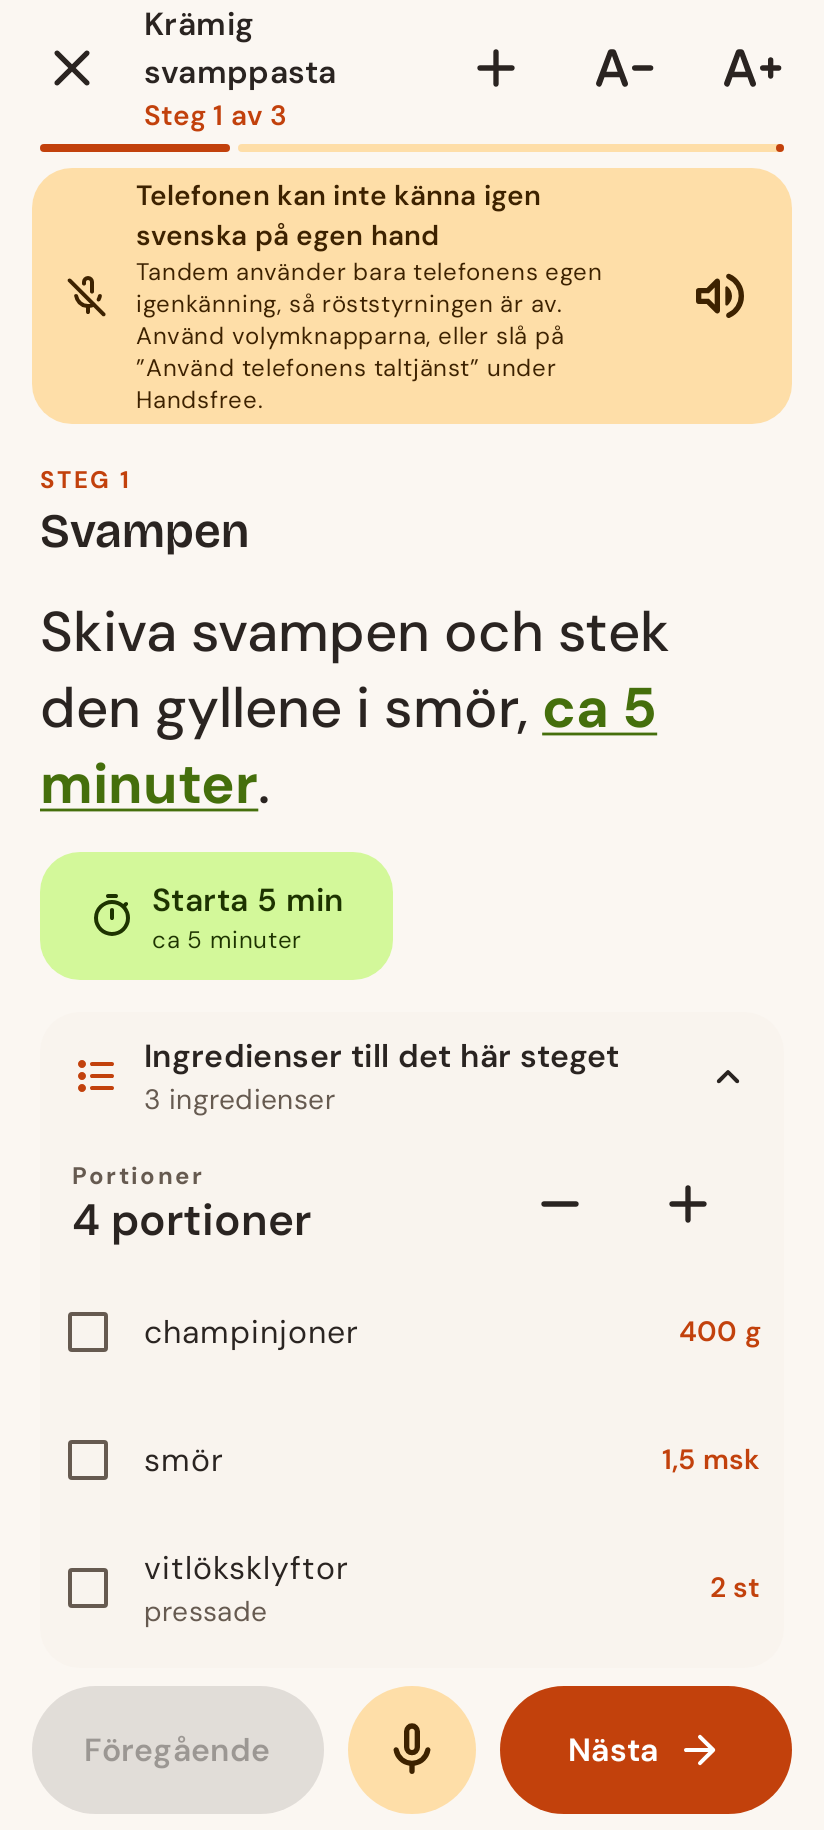 Krämig
svamppasta
Steg 1 av 3
A−
A+
Telefonen kan inte känna igen
svenska på egen hand
Tandem använder bara telefonens egen
igenkänning, så röststyrningen är av.
Använd volymknapparna, eller slå på
”Använd telefonens taltjänst” under
Handsfree.
STEG 1
Svampen
Skiva svampen och stek
den gyllene i smör, ca 5
minuter.
Starta 5 min
ca 5 minuter
Ingredienser till det här steget
3 ingredienser
Portioner
4 portioner
champinjoner 400 g
smör 1,5 msk
vitlöksklyftor 2 st
pressade
Föregående Nästa